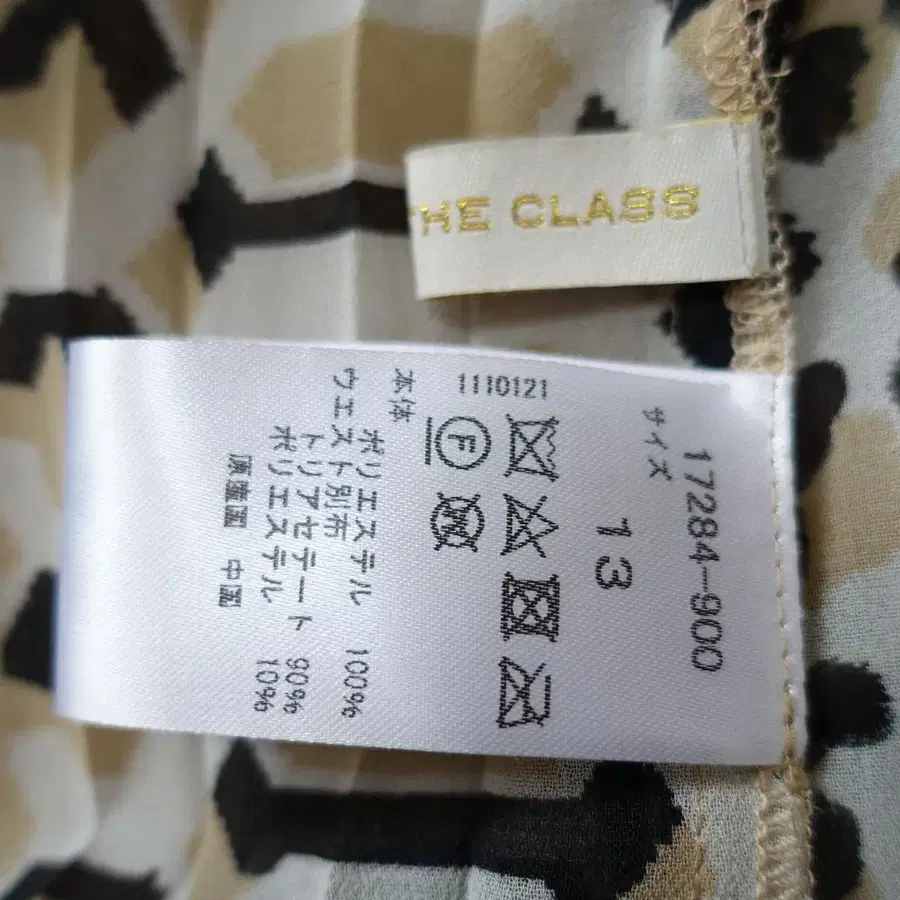 THE CLASS
17284-900
サイズ
13
1110121
本体
ポリエステル 100%
ウエスト別布
トリアセテート 90%
ポリエステル 10%
原産国 中国